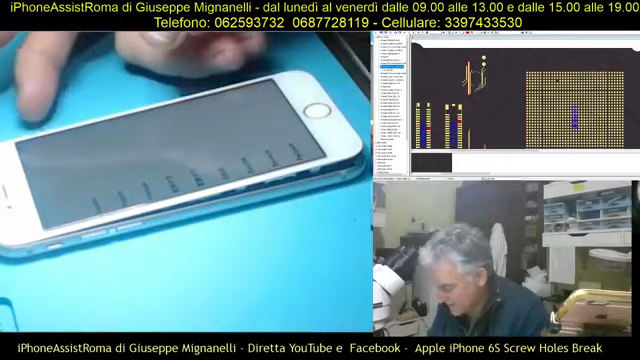 iPhoneAssistRoma di Giuseppe Mignanelli - dal lunedì al venerdì dalle 09.00 alle 13.00 e dalle 15.00 alle 19.00
Telefono: 062593732 0687728119 - Cellulare: 3397433530
iPhoneAssistRoma di Giuseppe Mignanelli - Diretta YouTube e Facebook - Apple iPhone 6S Screw Holes Break